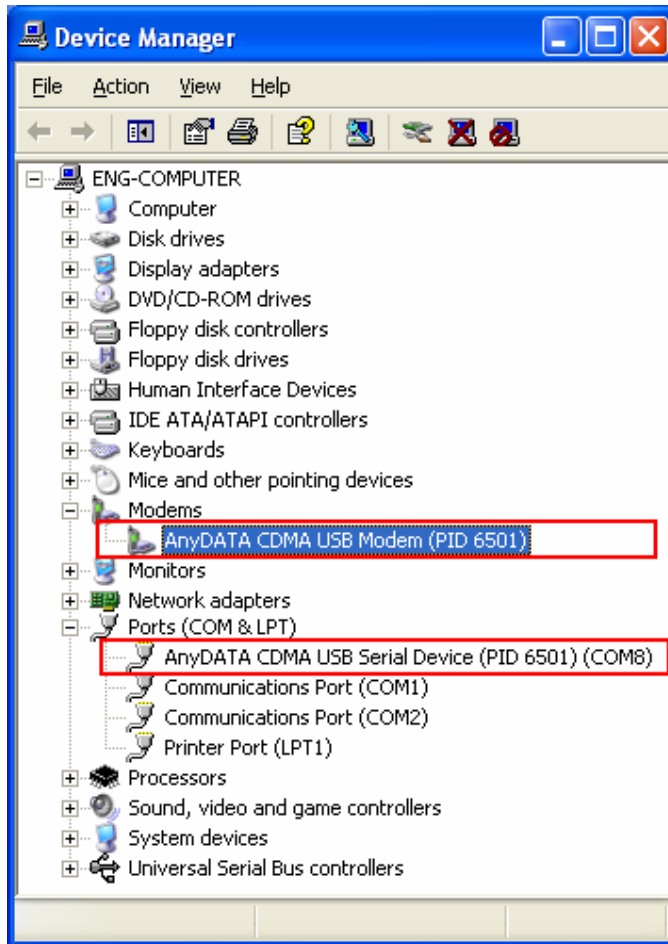 Device Manager
File Action View Help
ENG-COMPUTER
Computer
Disk drives
Display adapters
DVD/CD-ROM drives
Floppy disk controllers
Floppy disk drives
Human Interface Devices
IDE ATA/ATAPI controllers
Keyboards
Mice and other pointing devices
Modems
AnyDATA CDMA USB Modem (PID 6501)
Monitors
Network adapters
Ports (COM & LPT)
AnyDATA CDMA USB Serial Device (PID 6501) (COM8)
Communications Port (COM1)
Communications Port (COM2)
Printer Port (LPT1)
Processors
Sound, video and game controllers
System devices
Universal Serial Bus controllers